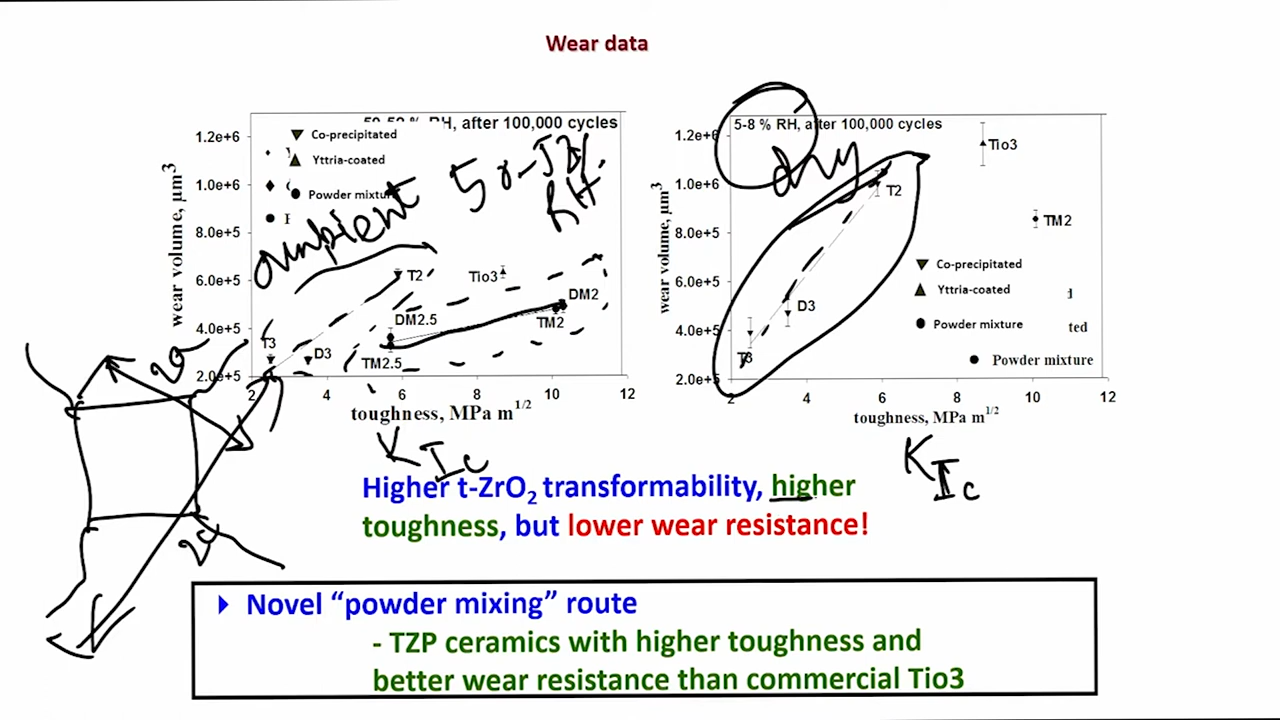 Wear data
RH, after 100,000 cycles
Co-precipitated
Yttria-coated
Powder mixture
ambient 50-52%
RH.
1.2e+6
1.0e+6
8.0e+5
6.0e+5
4.0e+5
2.0e+5
wear volume, µm³
T2
Tio3
DM2
TM2
DM2.5
TM2.5
T3
D3
2 4 6 8 10 12
toughness, MPa m1/2
KIc
5-8 % RH, after 100,000 cycles
dry
1.2e+6
1.0e+6
8.0e+5
6.0e+5
4.0e+5
2.0e+5
wear volume, µm³
Tio3
T2
TM2
D3
T3
Co-precipitated
Yttria-coated
Powder mixture
ted
Powder mixture
2 4 6 8 10 12
toughness, MPa m1/2
KIc
Higher t-ZrO₂ transformability, higher
toughness, but lower wear resistance!
Novel “powder mixing” route
- TZP ceramics with higher toughness and
better wear resistance than commercial Tio3